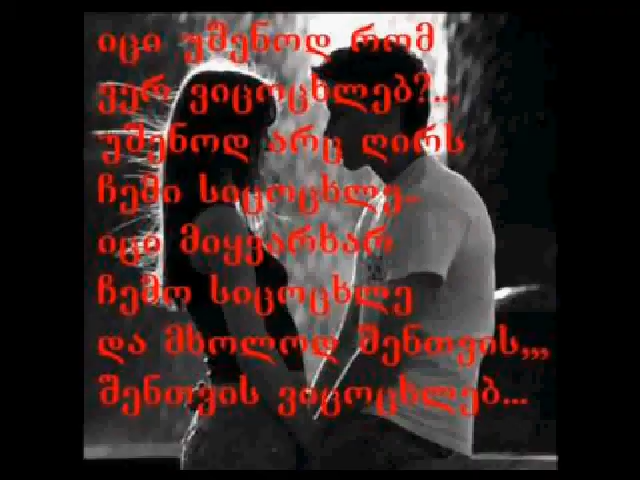 იცი უშენოდ რომ
ვერ ვიცოცხლებ?...
უშენოდ არც ღირს
ჩემი სიცოცხლე..
იცი მიყვარხარ
ჩემო სიცოცხლე
და მხოლოდ შენთვის,,,
შენთვის ვიცოცხლებ...